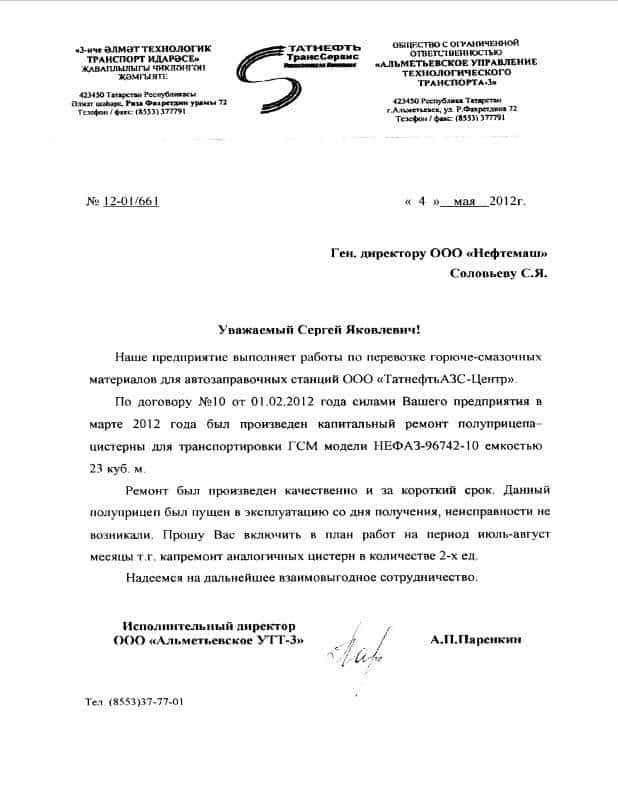 «3-нче ӘЛМӘТ ТЕХНОЛОГИК
ТРАНСПОРТ ИДАРӘСЕ»
ҖАВАПЛЫЛЫГЫ ЧИКЛӘНГӘН
ҖӘМГЫЯТЕ
423450 Татарстан Республикасы
Әлмәт шәһәре, Риза Фәхретдин урамы 72
Телефон / факс: (8553) 377791
ТАТНЕФТЬ
ТрансСервис
ОБЩЕСТВО С ОГРАНИЧЕННОЙ
ОТВЕТСТВЕННОСТЬЮ
«АЛЬМЕТЬЕВСКОЕ УПРАВЛЕНИЕ
ТЕХНОЛОГИЧЕСКОГО
ТРАНСПОРТА-3»
423450 Республика Татарстан
г.Альметьевск, ул. Р.Фахретдина 72
Телефон / факс: (8553) 377791
№ 12-01/661
« 4 » мая 2012г.
Ген. директору ООО «Нефтемаш»
Соловьеву С.Я.
Уважаемый Сергей Яковлевич!
Наше предприятие выполняет работы по перевозке горюче-смазочных
материалов для автозаправочных станций ООО «ТатнефтьАЗС-Центр».
По договору №10 от 01.02.2012 года силами Вашего предприятия в
марте 2012 года был произведен капитальный ремонт полуприцепа–
цистерны для транспортировки ГСМ модели НЕФАЗ-96742-10 емкостью
23 куб. м.
Ремонт был произведен качественно и за короткий срок. Данный
полуприцеп был пущен в эксплуатацию со дня получения, неисправности не
возникали. Прошу Вас включить в план работ на период июль-август
месяцы т.г. капремонт аналогичных цистерн в количестве 2-х ед.
Надеемся на дальнейшее взаимовыгодное сотрудничество.
Исполнительный директор
ООО «Альметьевское УТТ-3»
А.П.Паренкин
Тел. (8553)37-77-01